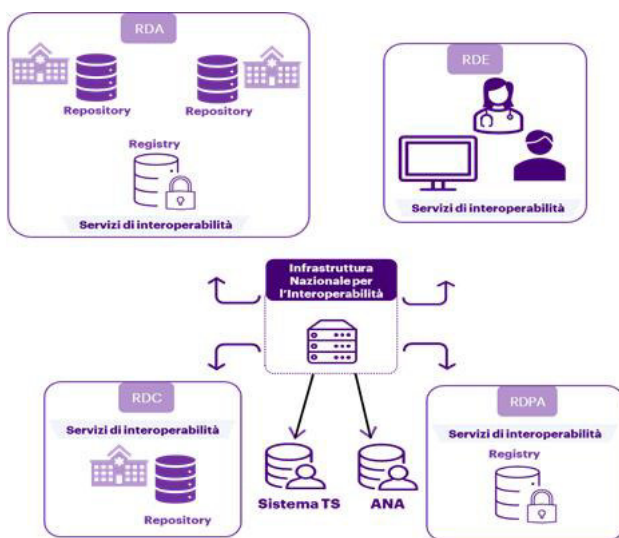 RDA
Repository
Repository
Registry
Servizi di interoperabilità
RDE
Servizi di interoperabilità
Infrastruttura
Nazionale per
l'Interoperabilità
RDC
Servizi di interoperabilità
Repository
Sistema TS
ANA
RDPA
Servizi di interoperabilità
Registry